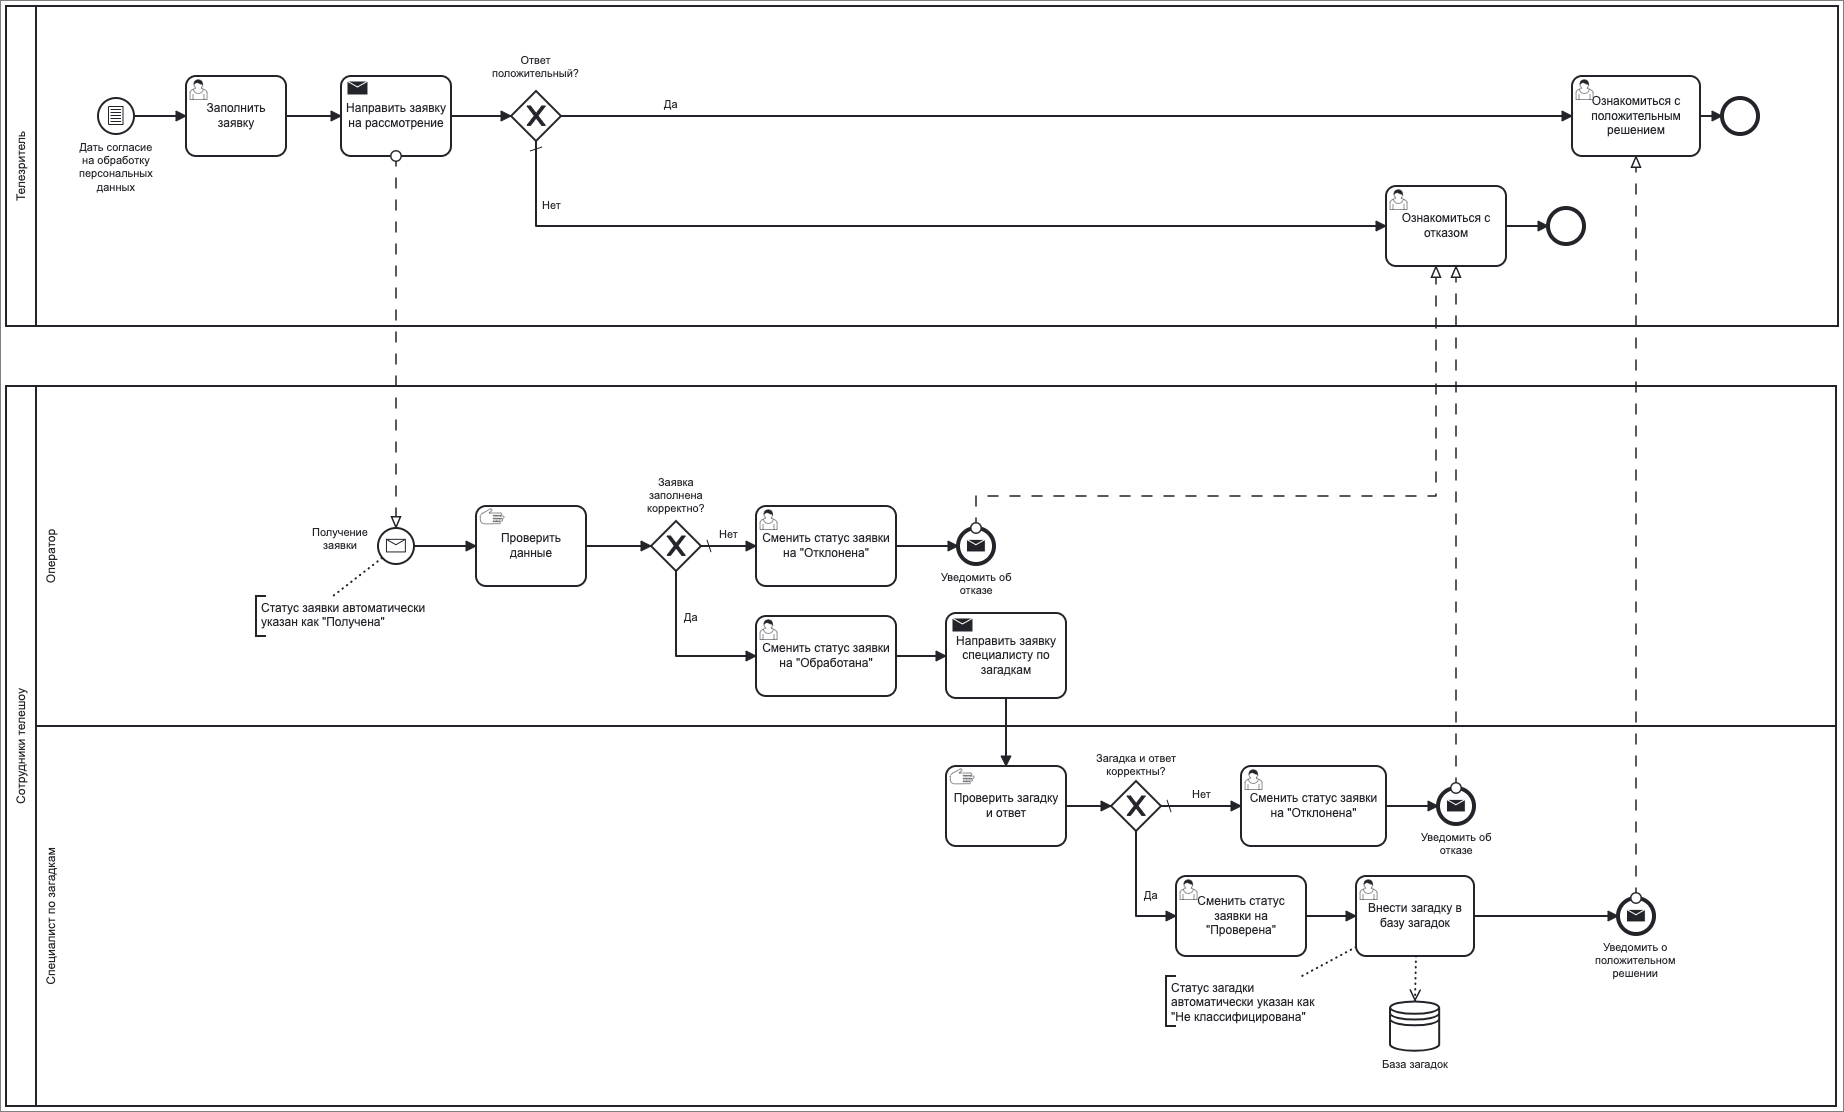 Телезритель
Дать согласие
на обработку
персональных
данных
Заполнить
заявку
Направить заявку
на рассмотрение
Ответ
положительный?
Да
Нет
Ознакомиться с
положительным
решением
Ознакомиться с
отказом
Сотрудники телешоу
Оператор
Получение
заявки
Статус заявки автоматически
указан как "Получена"
Проверить
данные
Заявка
заполнена
корректно?
Нет
Да
Сменить статус заявки
на "Отклонена"
Уведомить об
отказе
Сменить статус заявки
на "Обработана"
Направить заявку
специалисту по
загадкам
Специалист по загадкам
Проверить загадку
и ответ
Загадка и ответ
корректны?
Нет
Да
Сменить статус заявки
на "Отклонена"
Уведомить об
отказе
Сменить статус
заявки на
"Проверена"
Внести загадку в
базу загадок
Уведомить о
положительном
решении
Статус загадки
автоматически указан как
"Не классифицирована"
База загадок